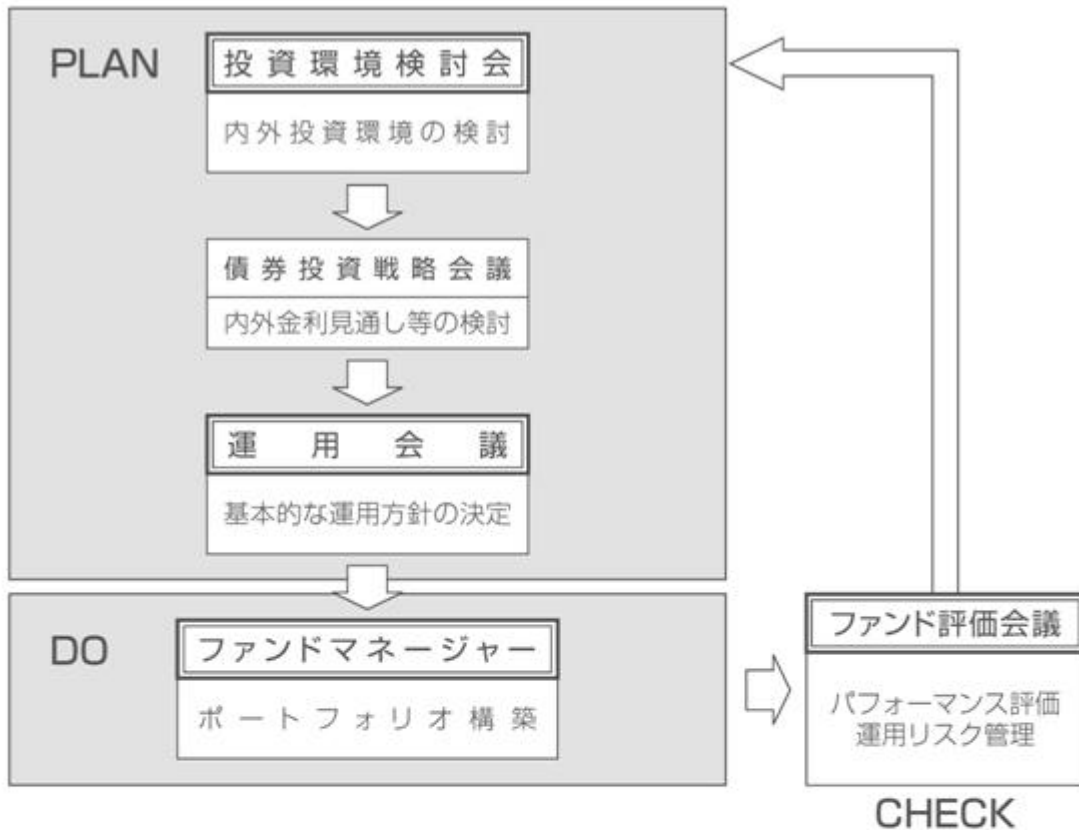 PLAN
投資環境検討会
内外投資環境の検討
債券投資戦略会議
内外金利見通し等の検討
運用会議
基本的な運用方針の決定
DO
ファンドマネージャー
ポートフォリオ構築
ファンド評価会議
パフォーマンス評価
運用リスク管理
CHECK